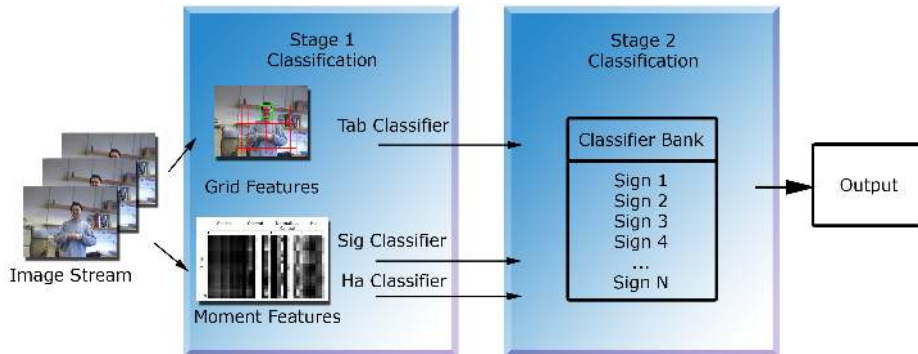 Stage 1
Classification
Stage 2
Classification
Tab Classifier
Grid Features
Sig Classifier
Ha Classifier
Moment Features
Image Stream
Classifier Bank
Sign 1
Sign 2
Sign 3
Sign 4
...
Sign N
Output